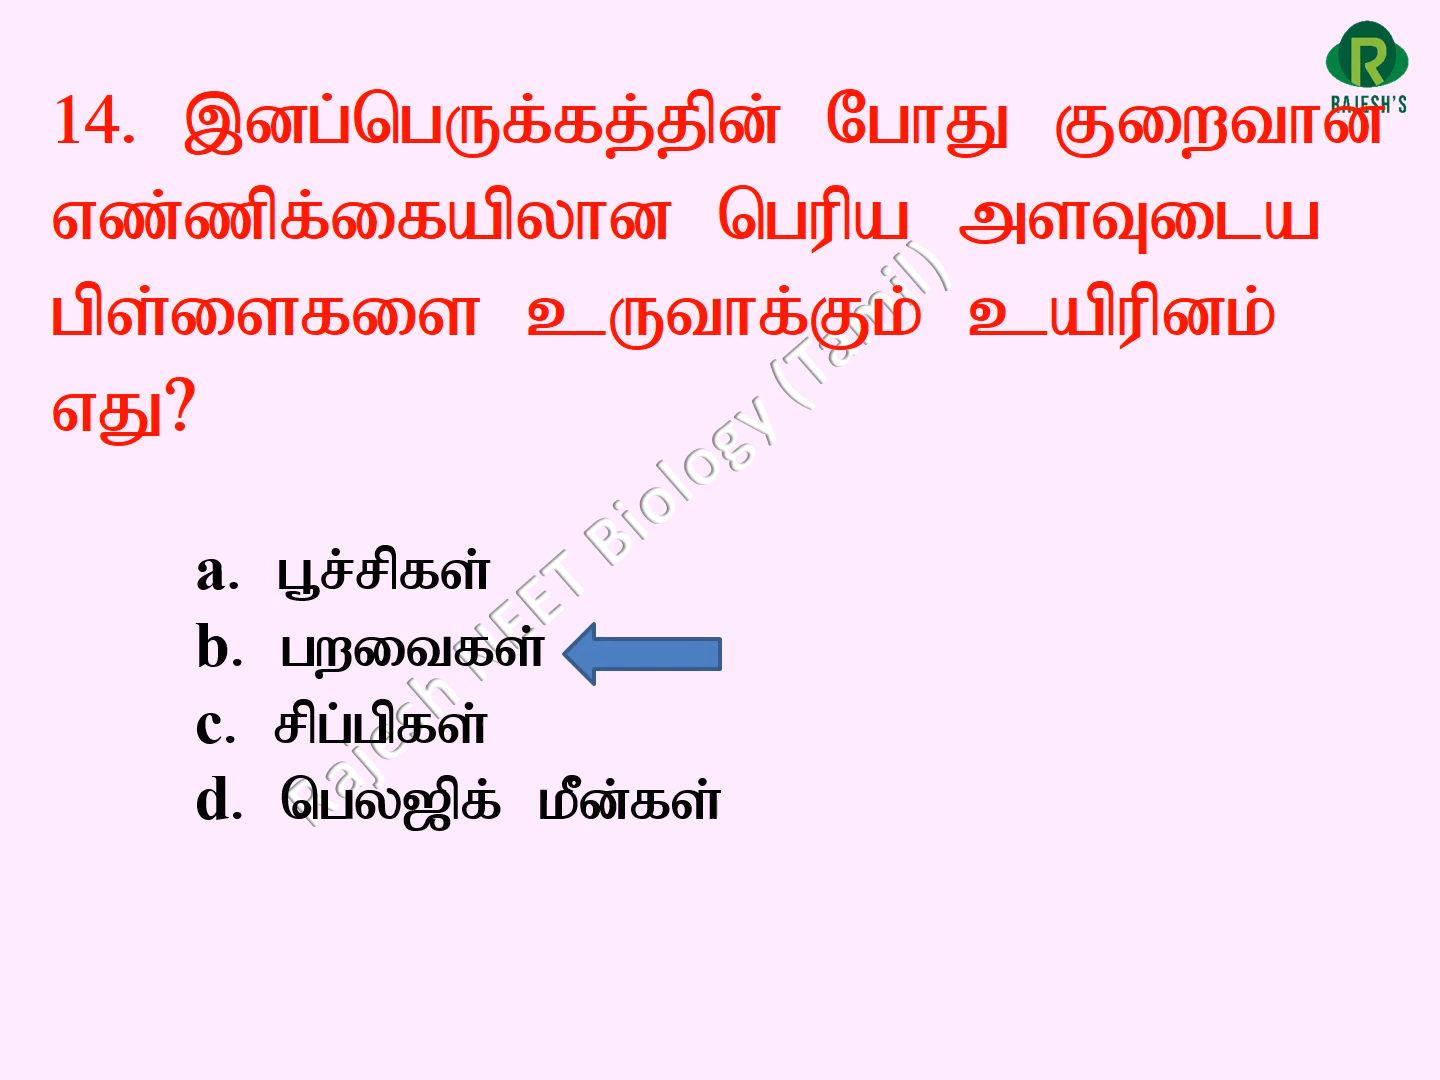 RAJESH'S
14. இனப்பெருக்கத்தின் போது குறைவான
எண்ணிக்கையிலான பெரிய அளவுடைய
பிள்ளைகளை உருவாக்கும் உயிரினம்
எது?
a. பூச்சிகள்
b. பறவைகள்
c. சிப்பிகள்
d. பெலஜிக் மீன்கள்
Rajesh NEET Biology (Tamil)